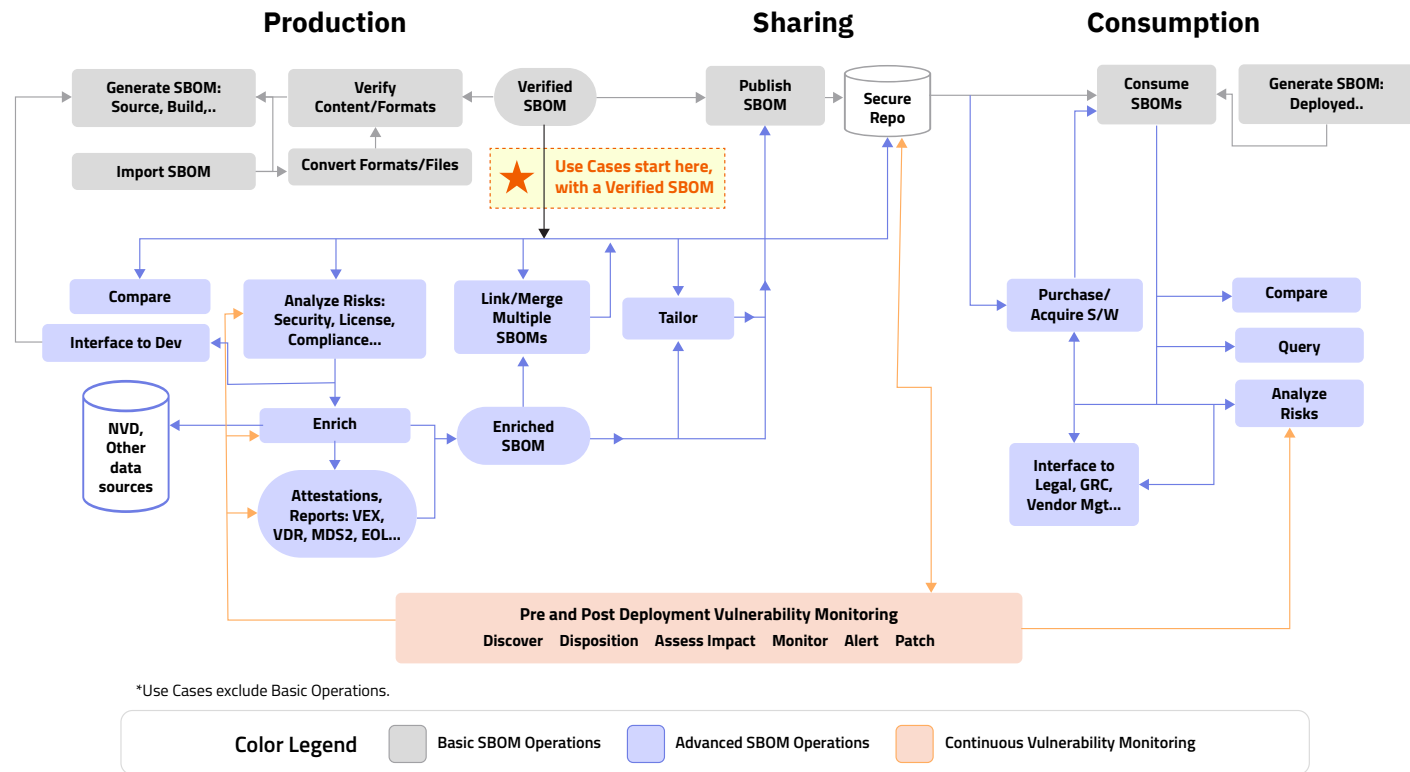 Production
Sharing
Consumption
Generate SBOM:
Source, Build,..
Verify
Content/Formats
Verified
SBOM
Publish
SBOM
Secure
Repo
Consume
SBOMs
Generate SBOM:
Deployed..
Import SBOM
Convert Formats/Files
Use Cases start here,
with a Verified SBOM
Compare
Analyze Risks:
Security, License,
Compliance...
Link/Merge
Multiple
SBOMs
Tailor
Purchase/
Acquire S/W
Compare
Interface to Dev
Query
NVD,
Other
data
sources
Enrich
Enriched
SBOM
Analyze
Risks
Attestations,
Reports: VEX,
VDR, MDS2, EOL...
Interface to
Legal, GRC,
Vendor Mgt...
Pre and Post Deployment Vulnerability Monitoring
Discover Disposition Assess Impact Monitor Alert Patch
*Use Cases exclude Basic Operations.
Color Legend
Basic SBOM Operations
Advanced SBOM Operations
Continuous Vulnerability Monitoring